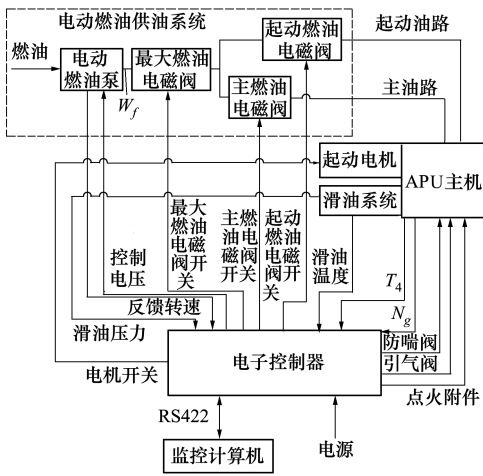 电动燃油供油系统
起动燃油
电磁阀
起动油路
燃油
电动
燃油泵
最大燃油
电磁阀
W_f
主燃油
电磁阀
主油路
起动电机
APU主机
滑油系统
最大
燃油
电磁
阀开
关
主燃
油电
磁阀
开关
起动
燃油
电磁
阀开
关
控制
电压
滑油
温度
T_4
反馈转速
N_g
滑油压力
防喘阀
引气阀
电子控制器
电机开关
点火附件
RS422
电源
监控计算机